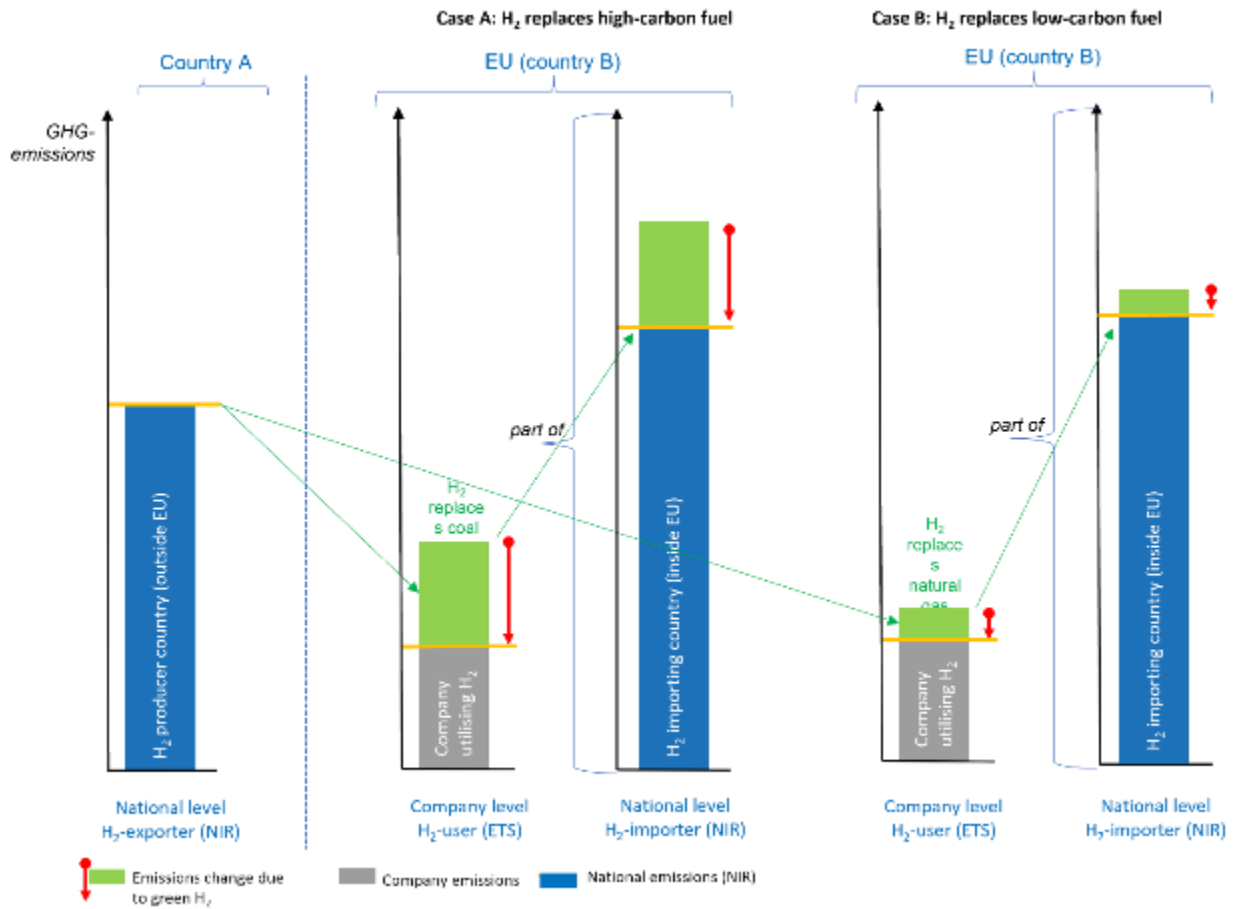 Case A: H₂ replaces high-carbon fuel
Case B: H₂ replaces low-carbon fuel
Country A
EU (country B)
EU (country B)
GHG-
emissions
part of
part of
H₂
replace
s coal
H₂
replace
s
natural
gas
H₂ producer country (outside EU)
Company
utilising H₂
H₂ importing country (inside EU)
Company
utilising H₂
H₂ importing country (inside EU)
National level
H₂-exporter (NIR)
Company level
H₂-user (ETS)
National level
H₂-importer (NIR)
Company level
H₂-user (ETS)
National level
H₂-importer (NIR)
Emissions change due
to green H₂
Company emissions
National emissions (NIR)